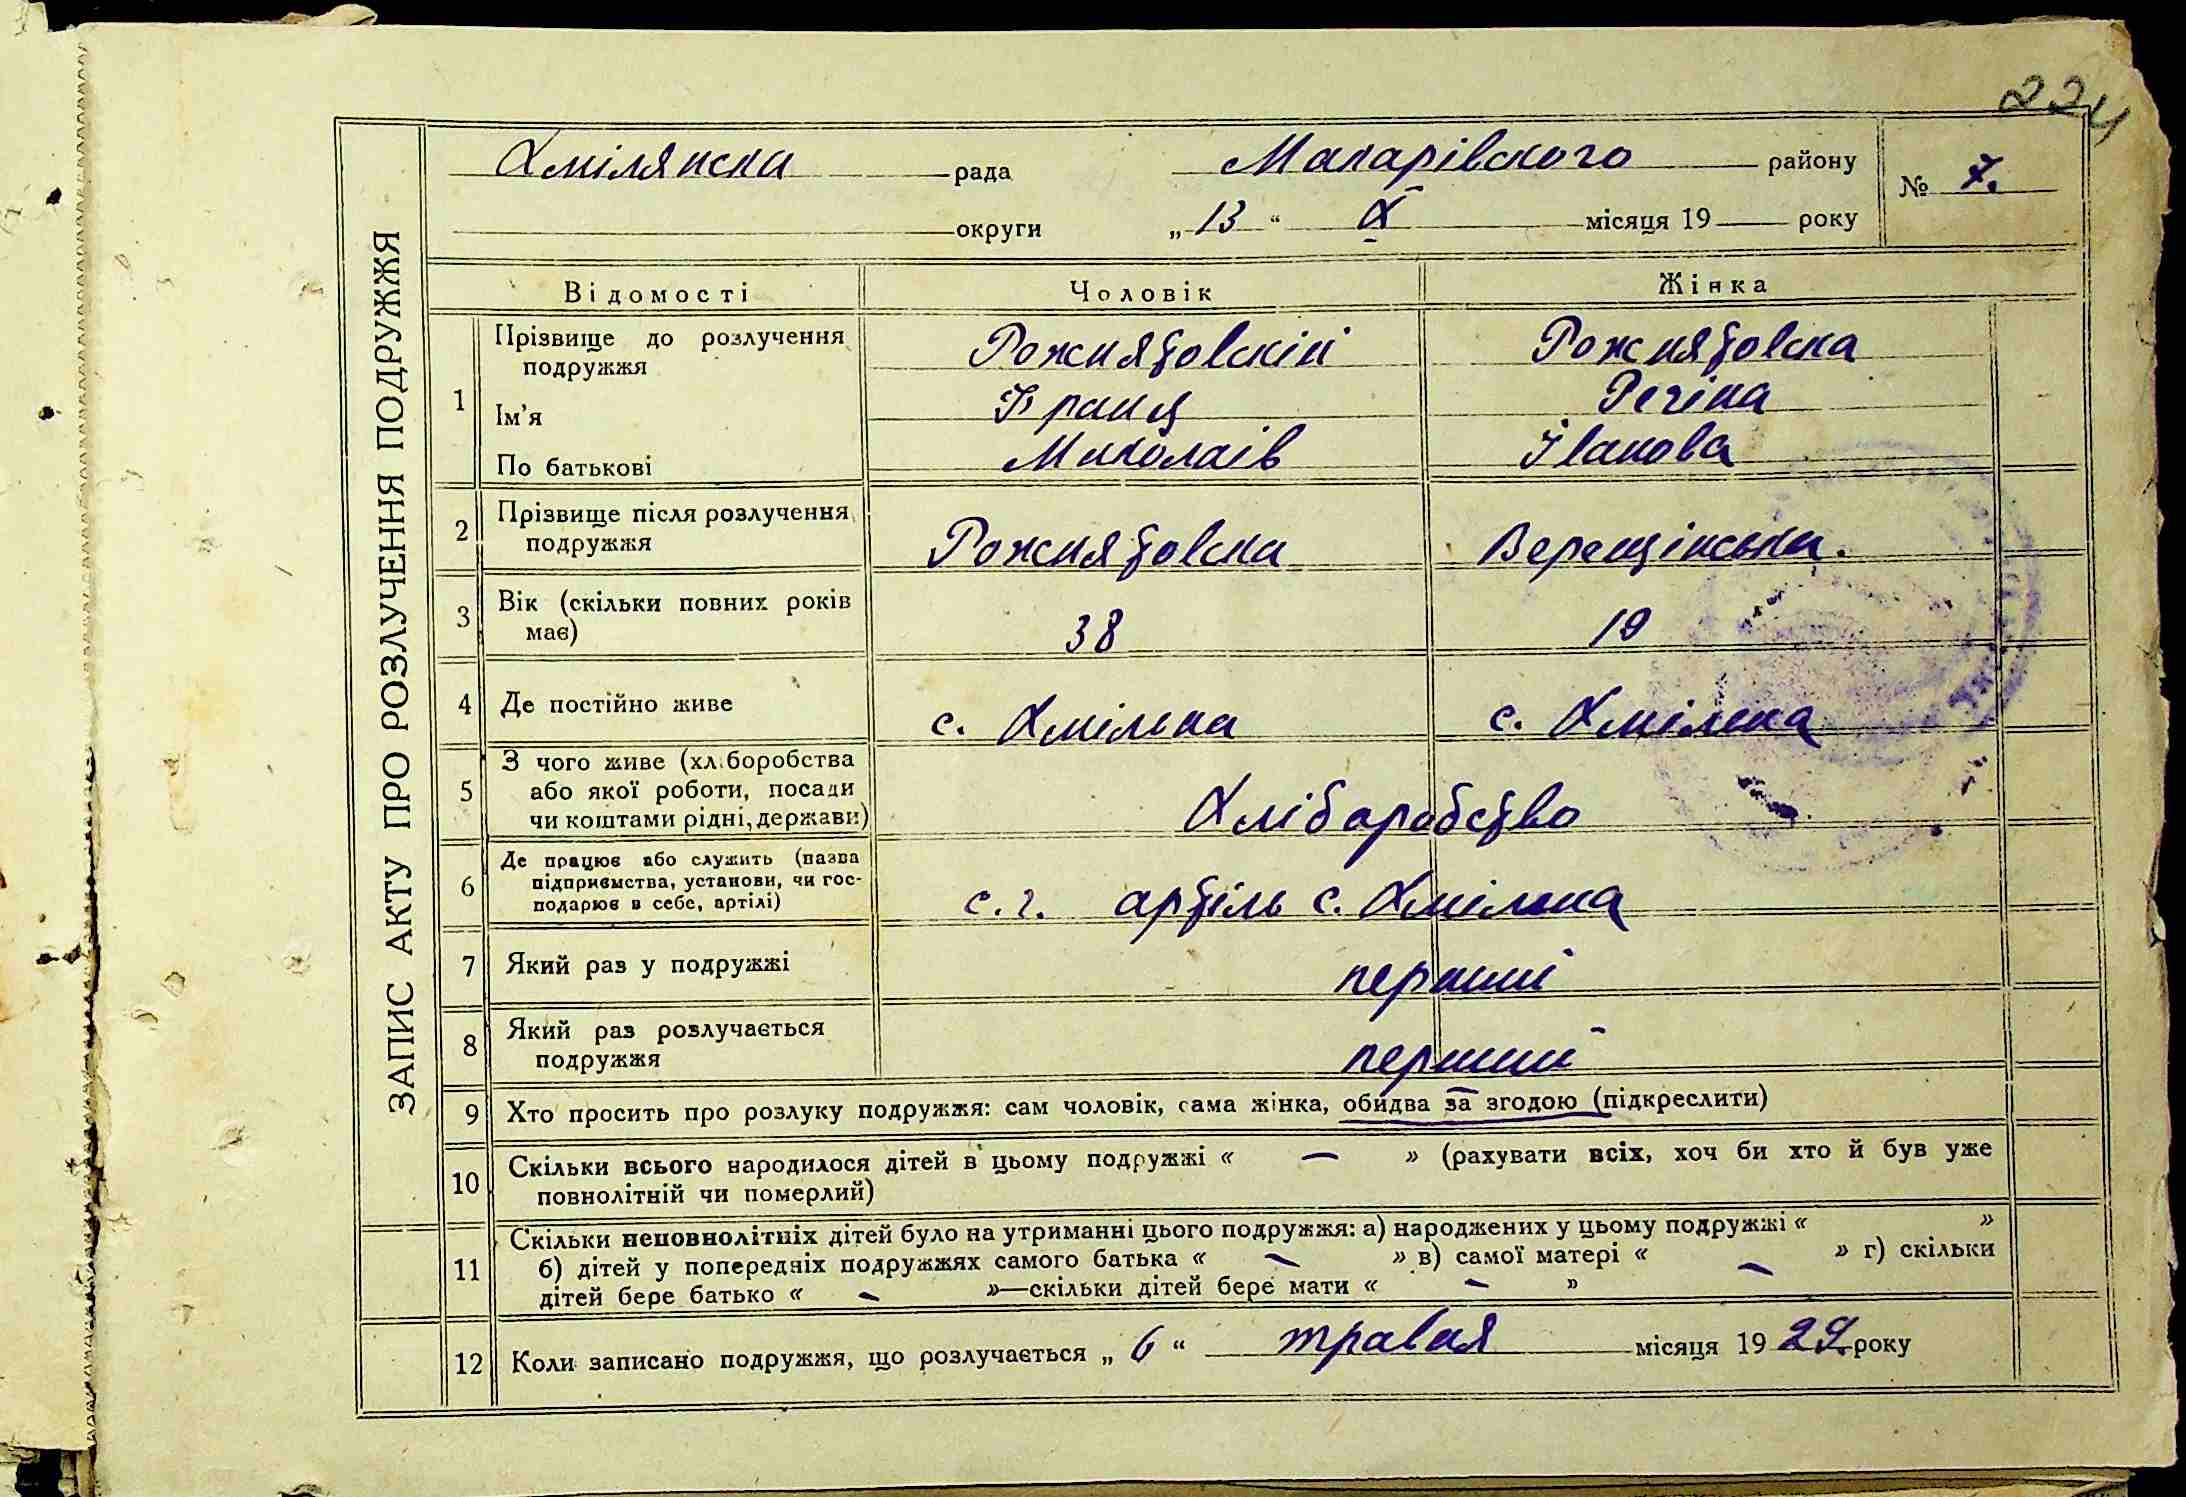 224
ЗАПИС АКТУ ПРО РОЗЛУЧЕННЯ ПОДРУЖЖЯ
Хмілянска рада Макарівского району № 7.
округи „ 13 “ X місяця 19 року
Відомості Чоловік Жінка
1 Прізвище до розлучення подружжя Рожнятовскій Рожнятовска
Ім’я Франц Регіна
По батькові Миколаів Іванова
2 Прізвище після розлучення подружжя Рожнятовска Верещінська.
3 Вік (скільки повних років має) 38 19
4 Де постійно живе с. Хмільна с. Хмільна
5 З чого живе (хліборобства
або якої роботи, посади Хліборобство
чи коштами рідні, держави)
6 Де працює або служить (назва
підприємства, установи, чи гос- с. г. артіль с. Хмільна
подарює в себе, артілі)
7 Який раз у подружжі перший
8 Який раз розлучається подружжя перший
9 Хто просить про розлуку подружжя: сам чоловік, сама жінка, обидва за згодою (підкреслити)
10 Скільки всього народилося дітей в цьому подружжі « — » (рахувати всіх, хоч би хто й був уже
повнолітній чи померлий)
11 Скільки неповнолітніх дітей було на утриманні цього подружжя: а) народжених у цьому подружжі « »
б) дітей у попередніх подружжях самого батька « — » в) самої матері « — » г) скільки
дітей бере батько « — »—скільки дітей бере мати « — »
12 Коли записано подружжя, що розлучається „ 6 “ травня місяця 19 29 року